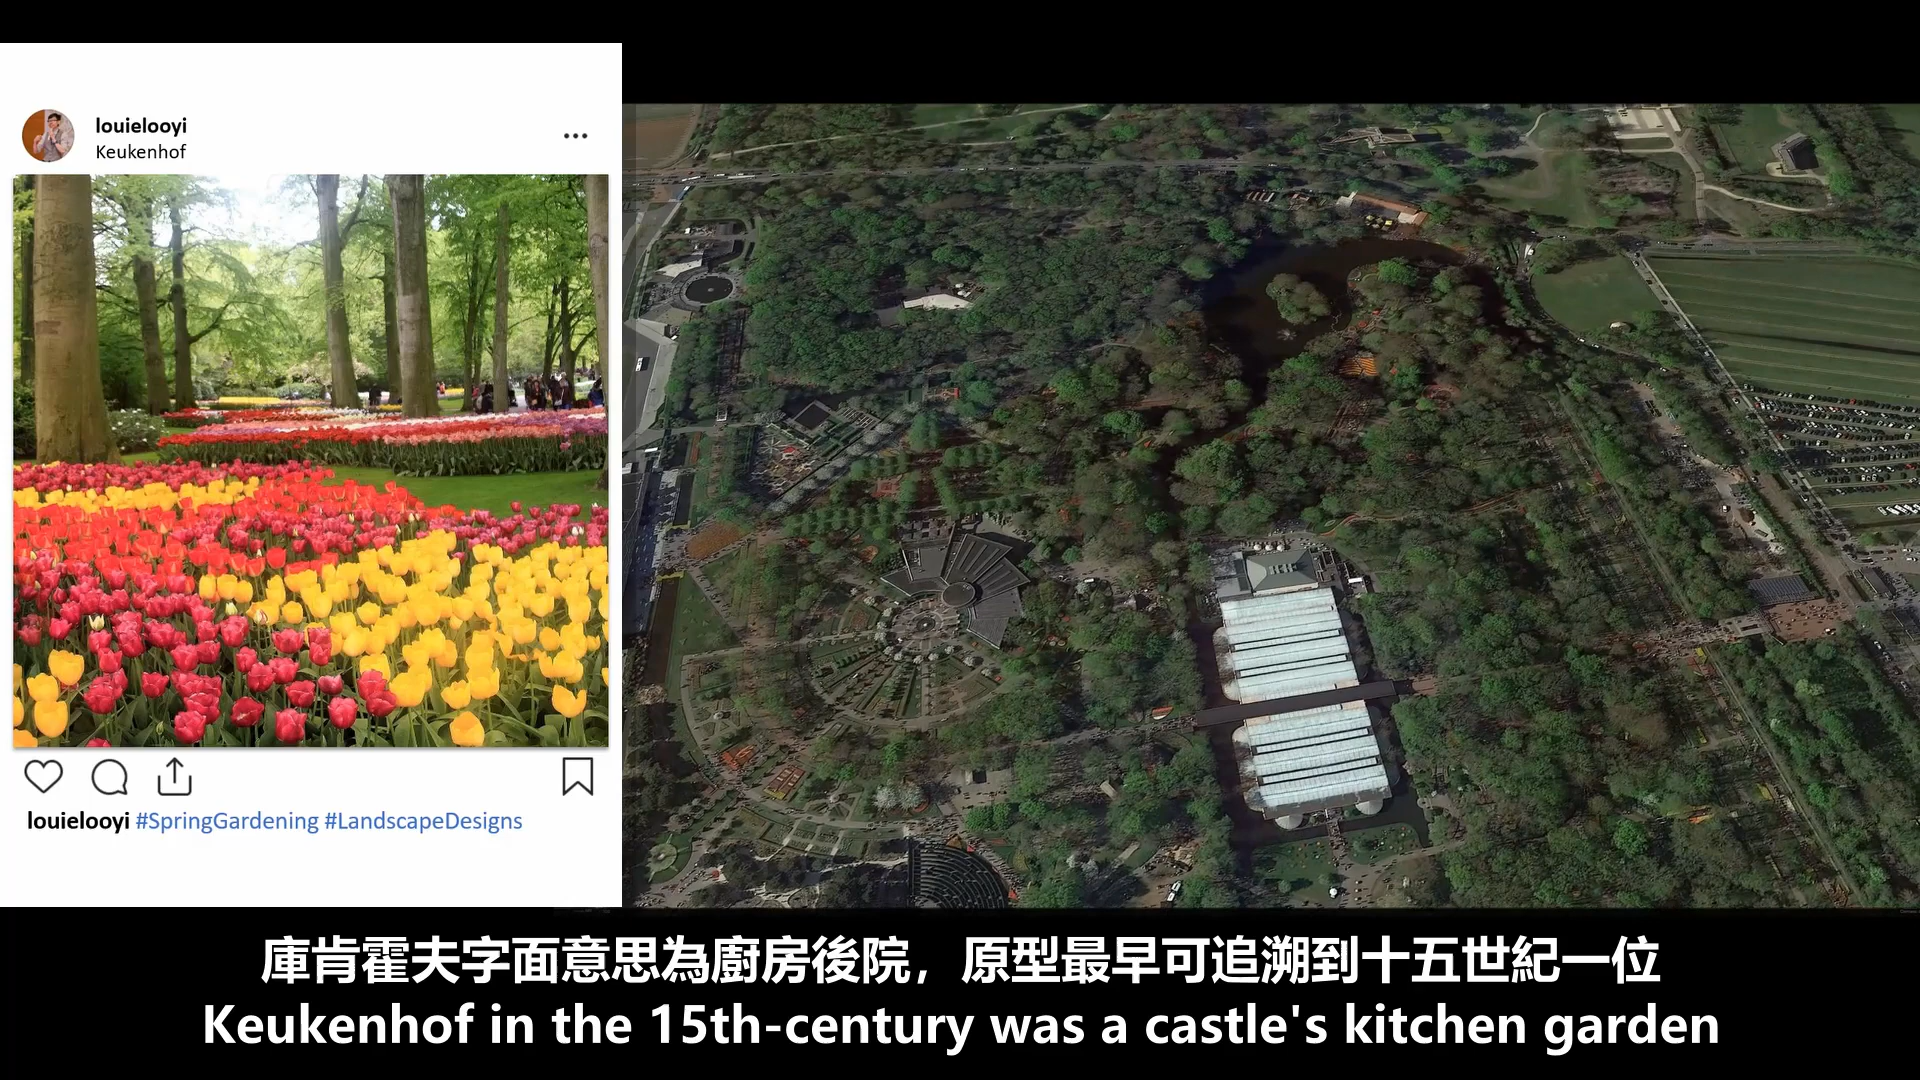 louielooyi
Keukenhof
louielooyi #SpringGardening #LandscapeDesigns
庫肯霍夫字面意思為廚房後院，原型最早可追溯到十五世紀一位
Keukenhof in the 15th-century was a castle's kitchen garden